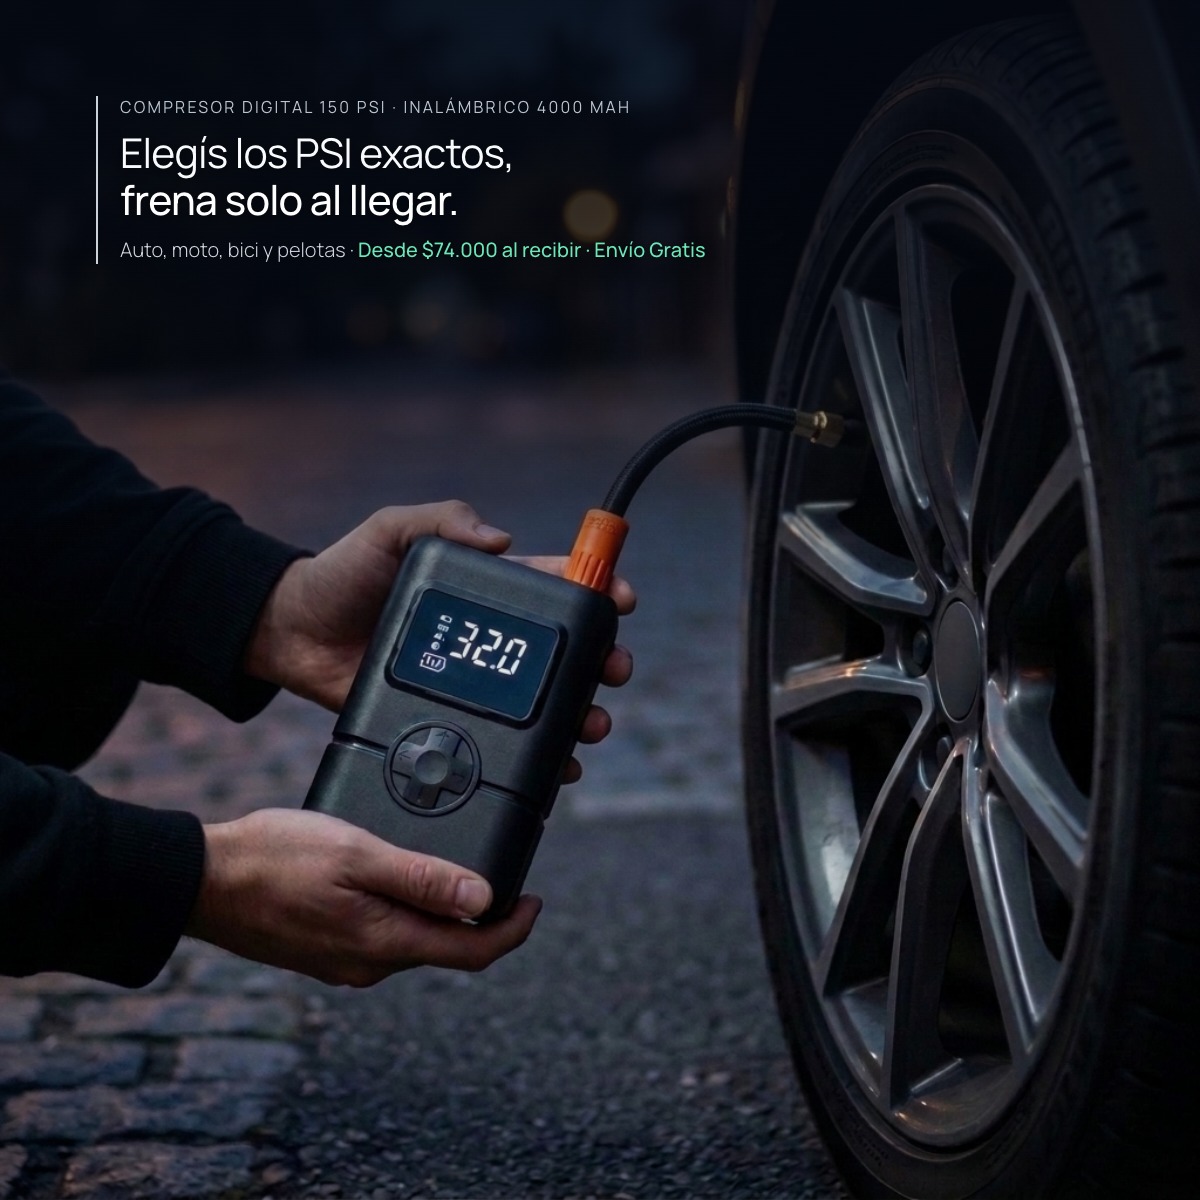 COMPRESOR DIGITAL 150 PSI · INALÁMBRICO 4000 MAH
Elegís los PSI exactos,
frena solo al llegar.
Auto, moto, bici y pelotas · Desde $74.000 al recibir · Envío Gratis
32.0